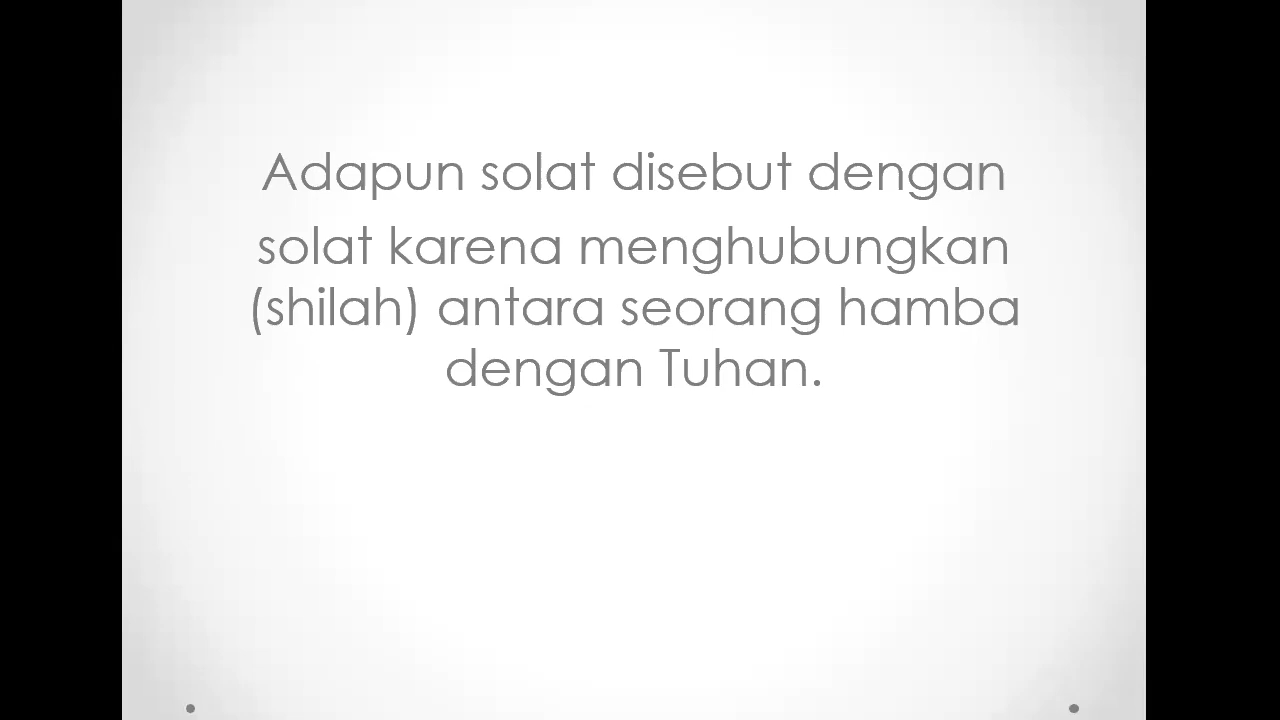 Adapun solat disebut dengan
solat karena menghubungkan
(shilah) antara seorang hamba
dengan Tuhan.